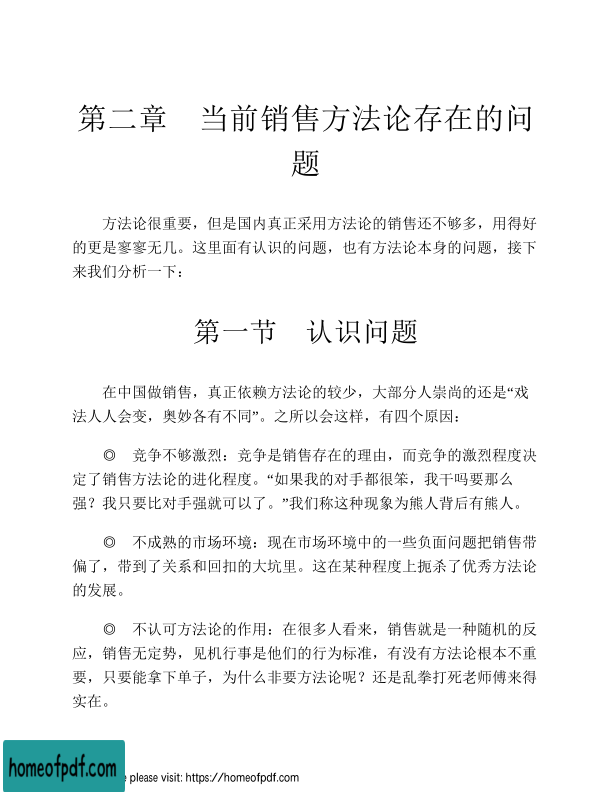 第二章　当前销售方法论存在的问
题
方法论很重要，但是国内真正采用方法论的销售还不够多，用得好
的更是寥寥无几。这里面有认识的问题，也有方法论本身的问题，接下
来我们分析一下：
第一节　认识问题
在中国做销售，真正依赖方法论的较少，大部分人崇尚的还是“戏
法人人会变，奥妙各有不同”。之所以会这样，有四个原因：
◎　竞争不够激烈：竞争是销售存在的理由，而竞争的激烈程度决
定了销售方法论的进化程度。“如果我的对手都很笨，我干吗要那么
强？我只要比对手强就可以了。”我们称这种现象为熊人背后有熊人。
◎　不成熟的市场环境：现在市场环境中的一些负面问题把销售带
偏了，带到了关系和回扣的大坑里。这在某种程度上扼杀了优秀方法论
的发展。
◎　不认可方法论的作用：在很多人看来，销售就是一种随机的反
应，销售无定势，见机行事是他们的行为标准，有没有方法论根本不重
要，只要能拿下单子，为什么非要方法论呢？还是乱拳打死老师傅来得
实在。
homeofpdf.com
please visit: https://homeofpdf.com